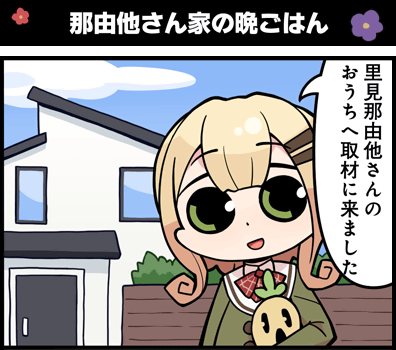 那由他さん家の晩ごはん
里見那由他さんの
おうちへ取材に来ました